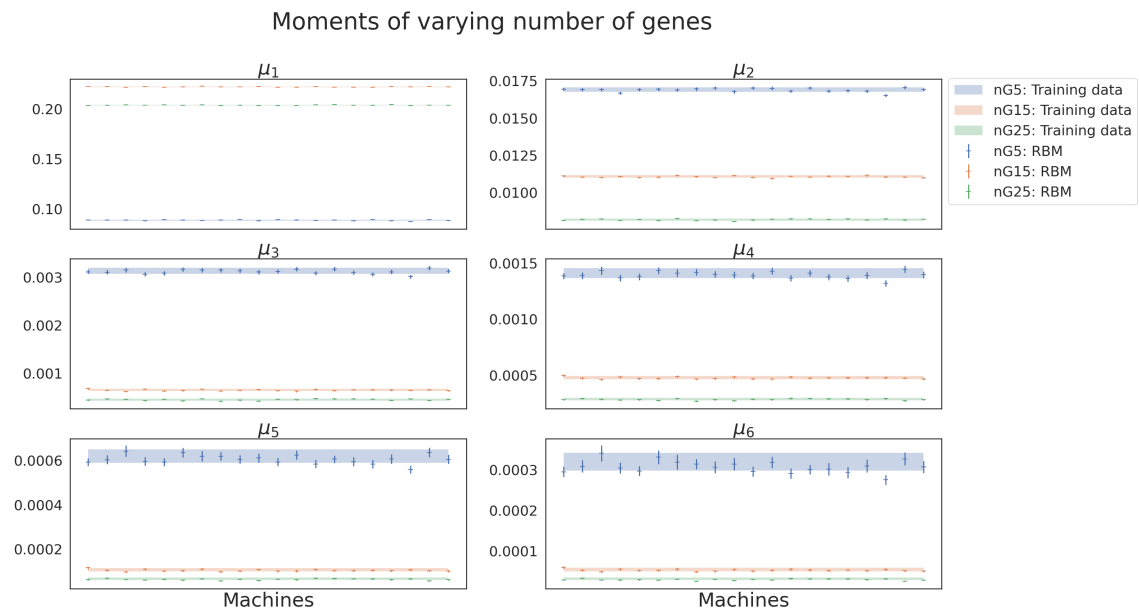 Moments of varying number of genes
μ1
0.20
0.15
0.10
μ2
0.0175
0.0150
0.0125
0.0100
nG5: Training data
nG15: Training data
nG25: Training data
nG5: RBM
nG15: RBM
nG25: RBM
μ3
0.003
0.002
0.001
μ4
0.0015
0.0010
0.0005
μ5
0.0006
0.0004
0.0002
Machines
μ6
0.0003
0.0002
0.0001
Machines